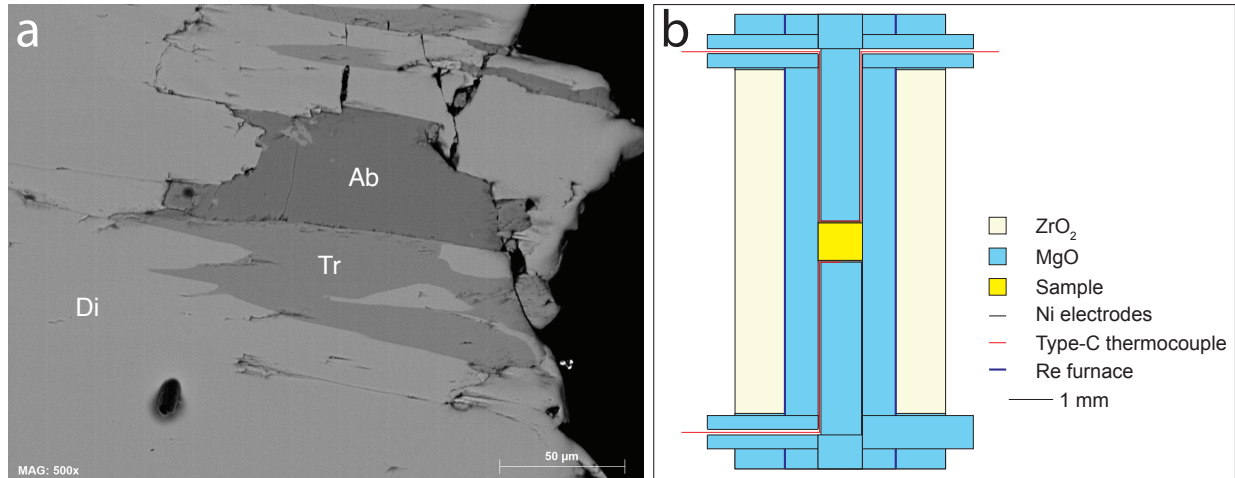 a
Ab
Tr
Di
MAG: 500x
50 µm
b
ZrO₂
MgO
Sample
Ni electrodes
Type-C thermocouple
Re furnace
1 mm